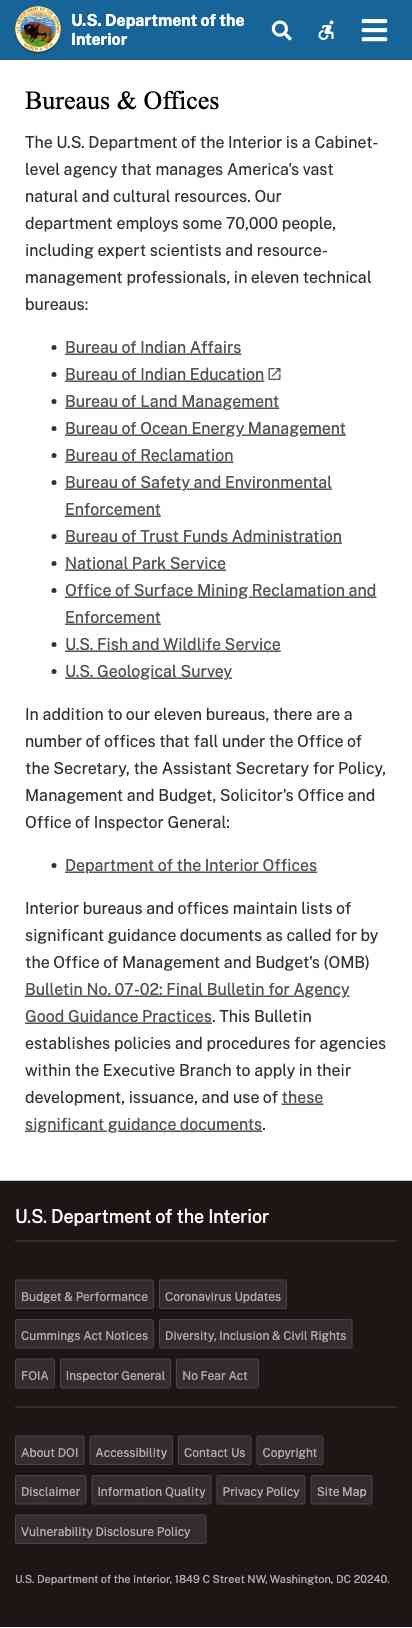 U.S. Department of the
Interior
Bureaus & Offices
The U.S. Department of the Interior is a Cabinet-
level agency that manages America's vast
natural and cultural resources. Our
department employs some 70,000 people,
including expert scientists and resource-
management professionals, in eleven technical
bureaus:
• Bureau of Indian Affairs
• Bureau of Indian Education
• Bureau of Land Management
• Bureau of Ocean Energy Management
• Bureau of Reclamation
• Bureau of Safety and Environmental
Enforcement
• Bureau of Trust Funds Administration
• National Park Service
• Office of Surface Mining Reclamation and
Enforcement
• U.S. Fish and Wildlife Service
• U.S. Geological Survey
In addition to our eleven bureaus, there are a
number of offices that fall under the Office of
the Secretary, the Assistant Secretary for Policy,
Management and Budget, Solicitor's Office and
Office of Inspector General:
• Department of the Interior Offices
Interior bureaus and offices maintain lists of
significant guidance documents as called for by
the Office of Management and Budget's (OMB)
Bulletin No. 07-02: Final Bulletin for Agency
Good Guidance Practices. This Bulletin
establishes policies and procedures for agencies
within the Executive Branch to apply in their
development, issuance, and use of these
significant guidance documents.
U.S. Department of the Interior
Budget & Performance Coronavirus Updates
Cummings Act Notices Diversity, Inclusion & Civil Rights
FOIA Inspector General No Fear Act
About DOI Accessibility Contact Us Copyright
Disclaimer Information Quality Privacy Policy Site Map
Vulnerability Disclosure Policy
U.S. Department of the Interior, 1849 C Street NW, Washington, DC 20240.